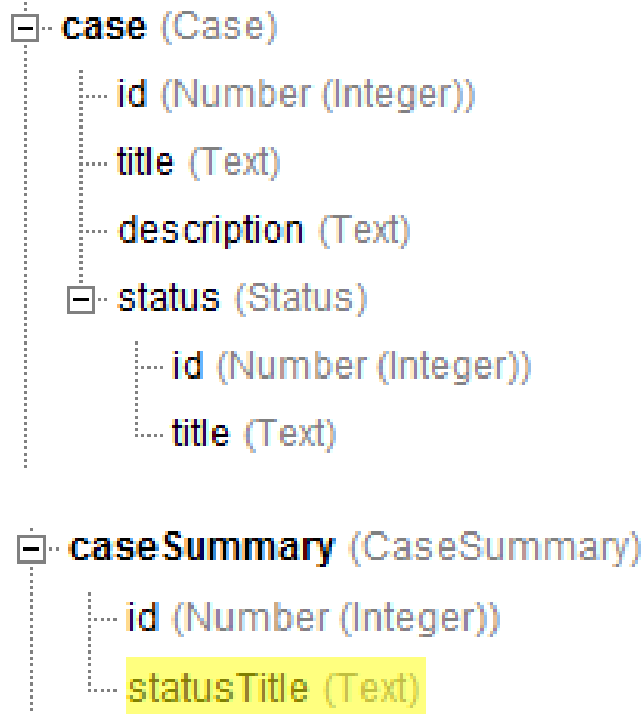 case (Case)
id (Number (Integer))
title (Text)
description (Text)
status (Status)
id (Number (Integer))
title (Text)
caseSummary (CaseSummary)
id (Number (Integer))
statusTitle (Text)